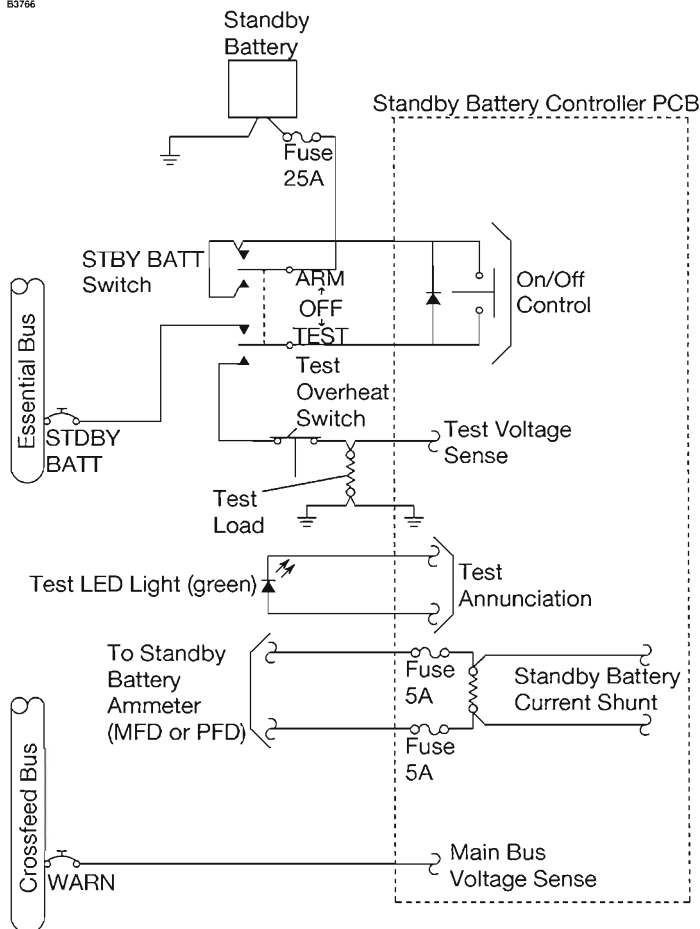 B3766
Standby
Battery
Standby Battery Controller PCB
Fuse
25A
STBY BATT
Switch
ARM
OFF
TEST
On/Off
Control
Essential Bus
STDBY
BATT
Test
Overheat
Switch
Test Voltage
Sense
Test
Load
Test LED Light (green)
Test
Annunciation
To Standby
Battery
Ammeter
(MFD or PFD)
Fuse
5A
Standby Battery
Current Shunt
Fuse
5A
Crossfeed Bus
WARN
Main Bus
Voltage Sense